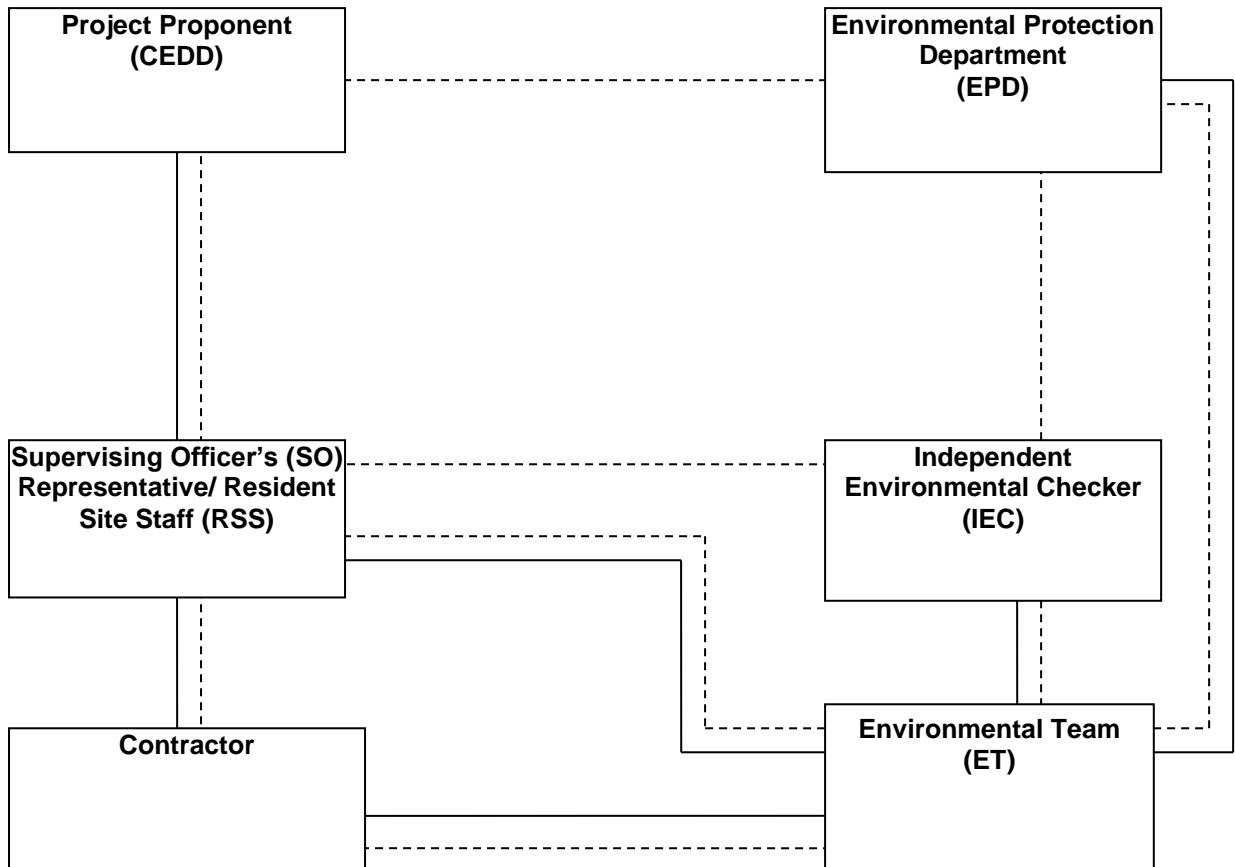 Project Proponent
(CEDD)
Environmental Protection
Department
(EPD)
Supervising Officer's (SO)
Representative/ Resident
Site Staff (RSS)
Independent
Environmental Checker
(IEC)
Contractor
Environmental Team
(ET)